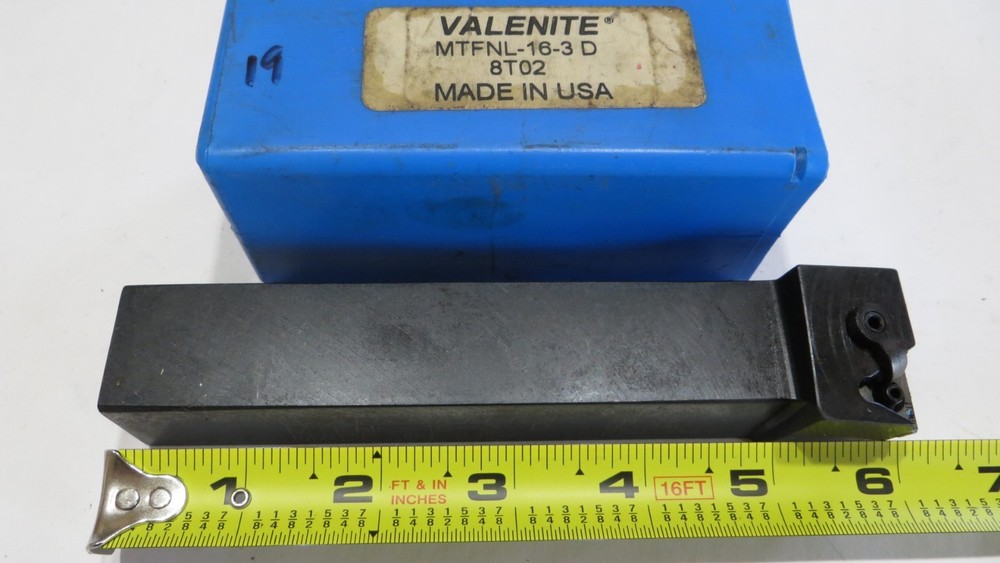 VALENITE®
MTFNL-16-3 D
8T02
MADE IN USA
19
1 2 FT & IN INCHES 3 4 16FT 5 6 7